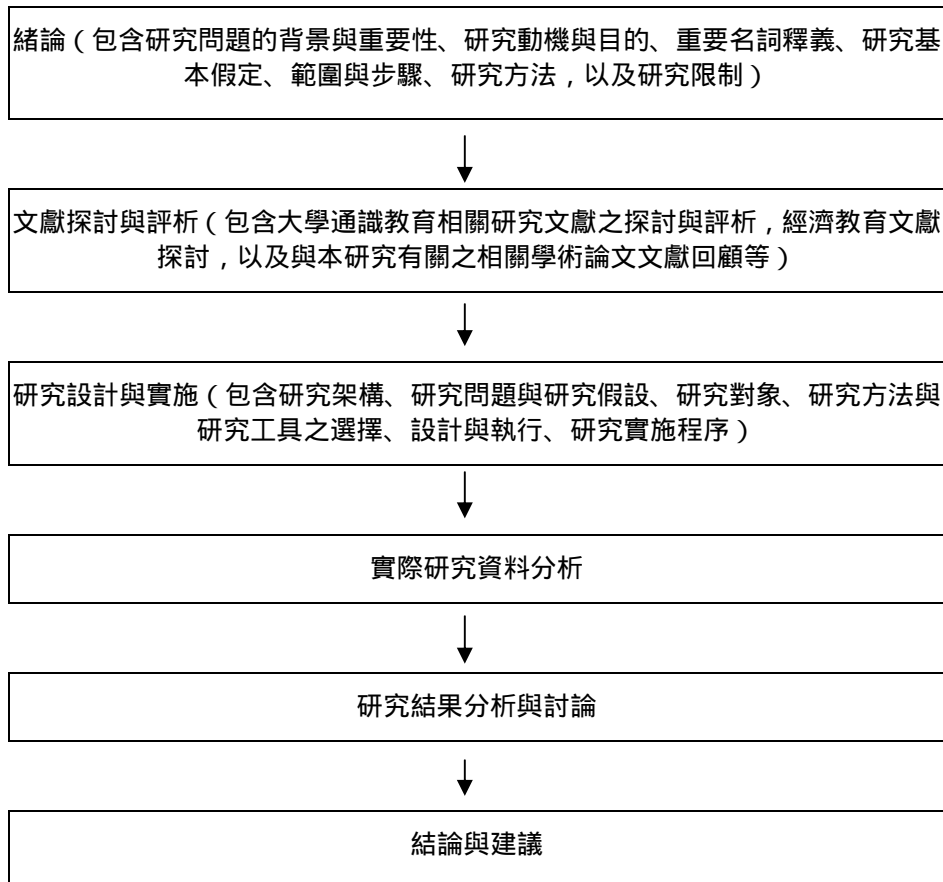 緒論（包含研究問題的背景與重要性、研究動機與目的、重要名詞釋義、研究基
本假定、範圍與步驟、研究方法，以及研究限制）
文獻探討與評析（包含大學通識教育相關研究文獻之探討與評析，經濟教育文獻
探討，以及與本研究有關之相關學術論文文獻回顧等）
研究設計與實施（包含研究架構、研究問題與研究假設、研究對象、研究方法與
研究工具之選擇、設計與執行、研究實施程序）
實際研究資料分析
研究結果分析與討論
結論與建議